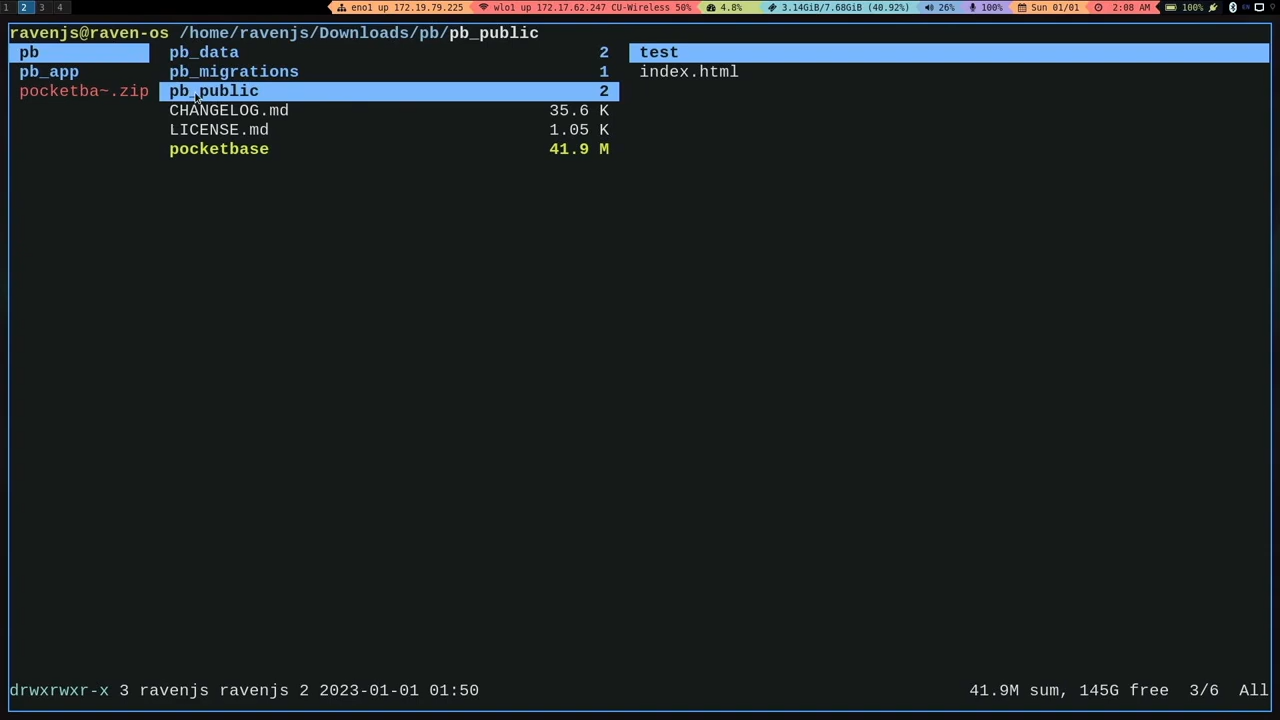 1 2 3 4 eno1 up 172.19.79.225 wlo1 up 172.17.62.247 CU-Wireless 50% 4.8% 3.14GiB/7.68GiB (40.92%) 26% 100% Sun 01/01 2:08 AM 100% EN
ravenjs@raven-os /home/ravenjs/Downloads/pb/pb_public
pb pb_data 2 test
pb_app pb_migrations 1 index.html
pocketba~.zip pb_public 2
CHANGELOG.md 35.6 K
LICENSE.md 1.05 K
pocketbase 41.9 M
drwxrwxr-x 3 ravenjs ravenjs 2 2023-01-01 01:50 41.9M sum, 145G free 3/6 All